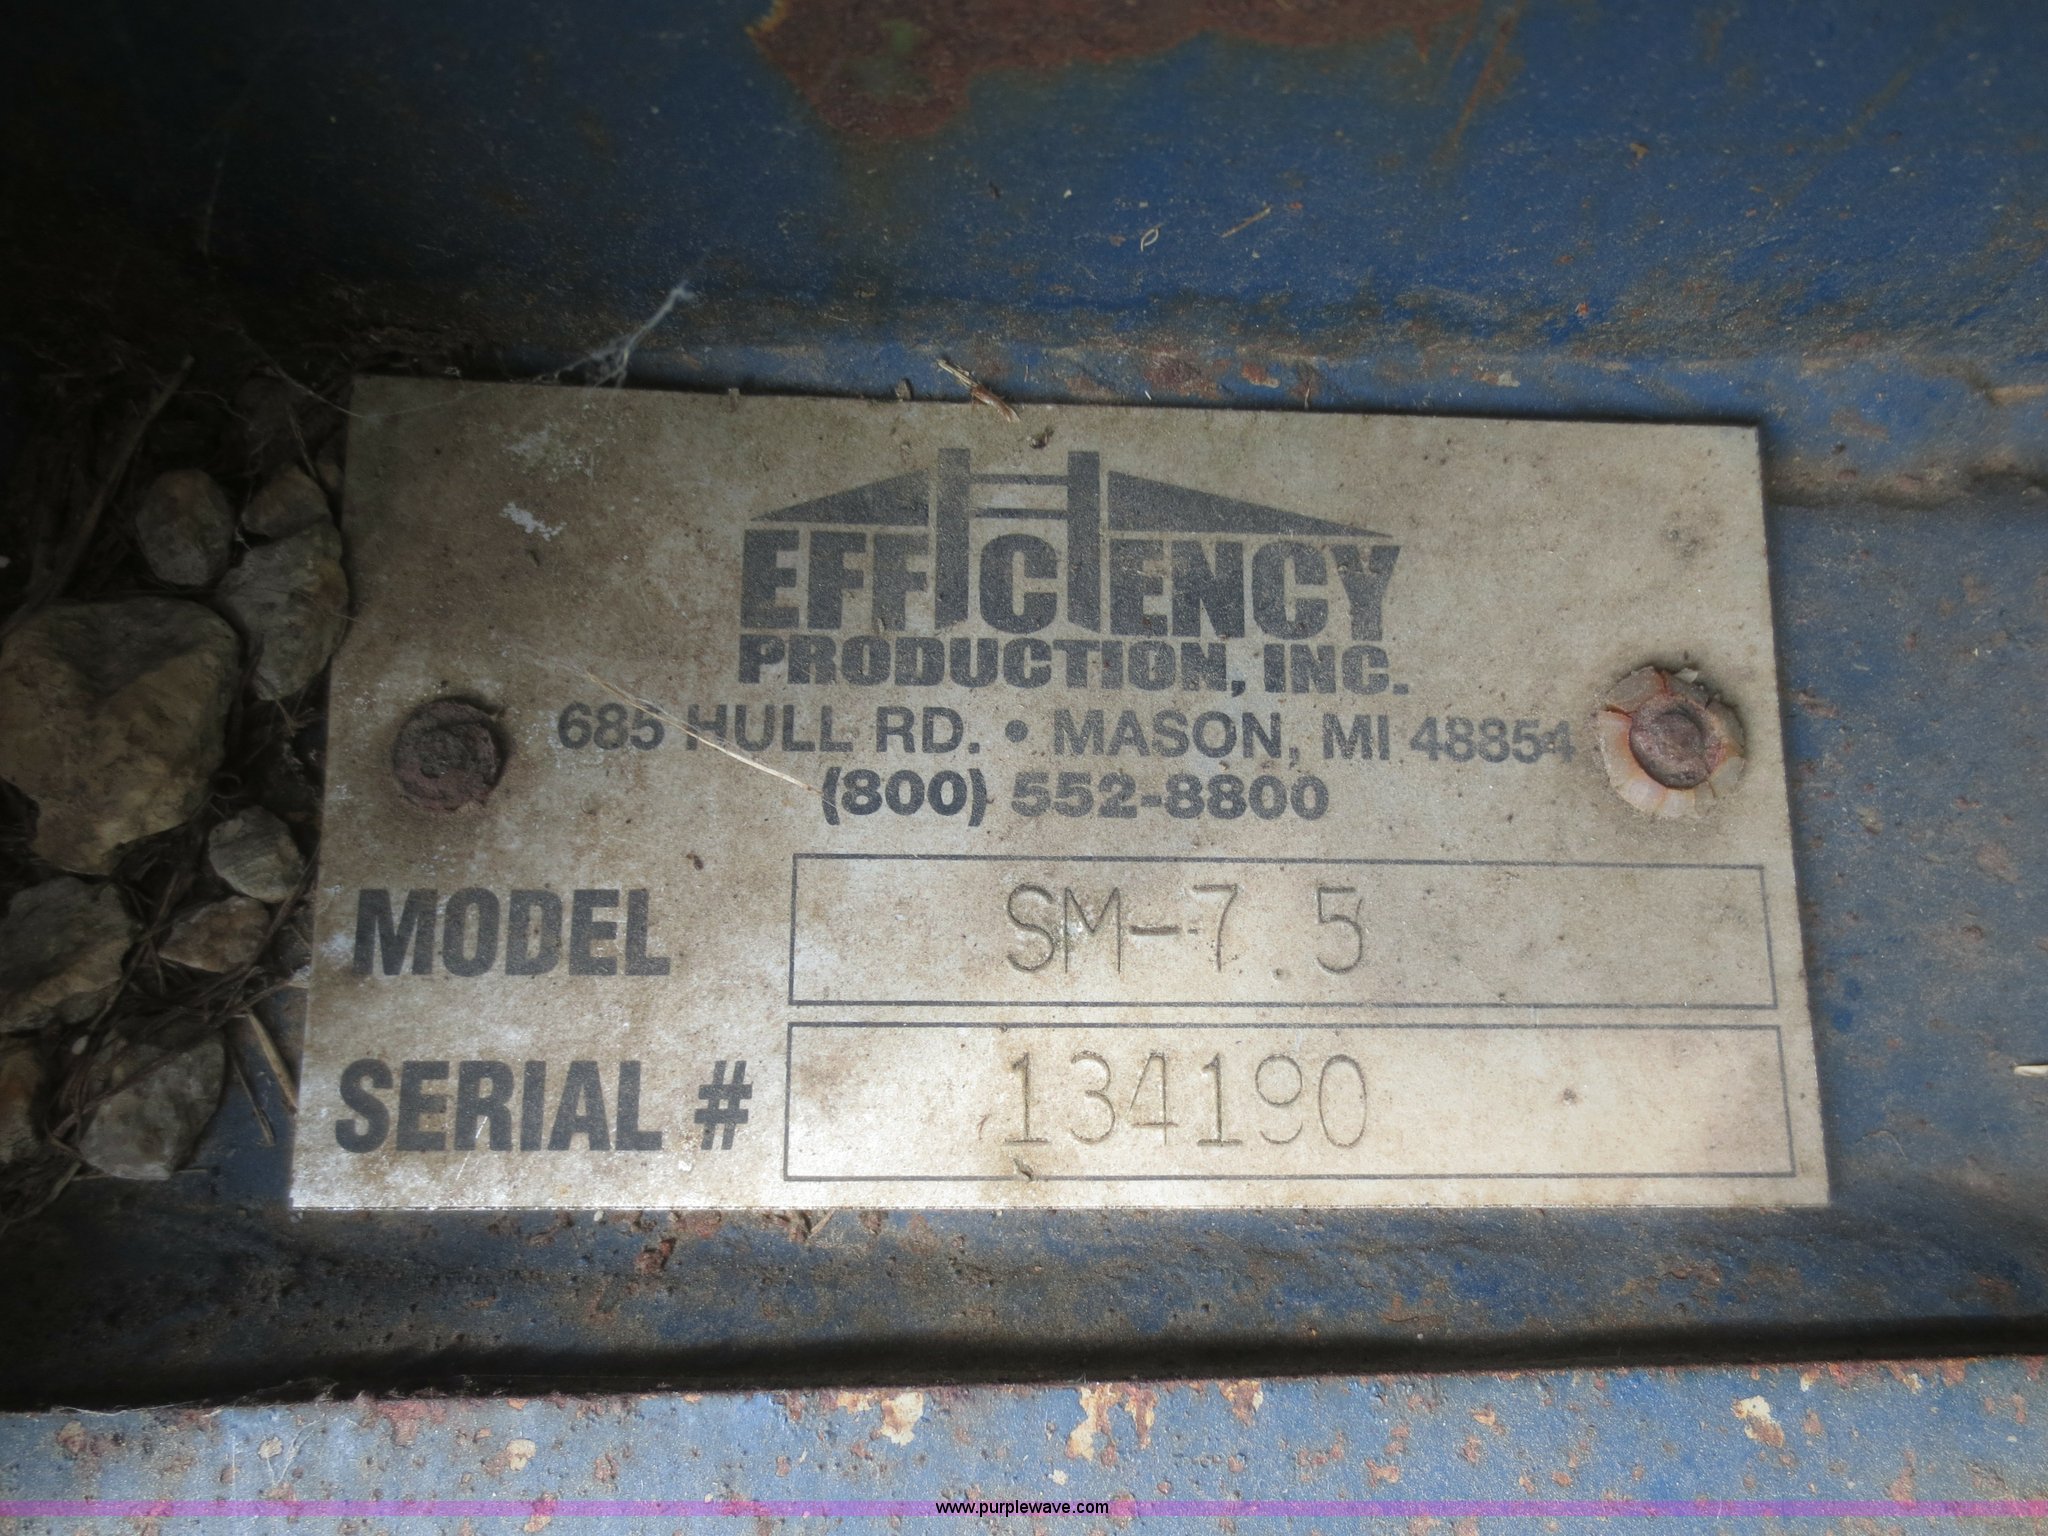 EFFICIENCY
PRODUCTION, INC.
685 HULL RD. • MASON, MI 48854
(800) 552-8800
MODEL SM-7.5
SERIAL # 134190
www.purplewave.com